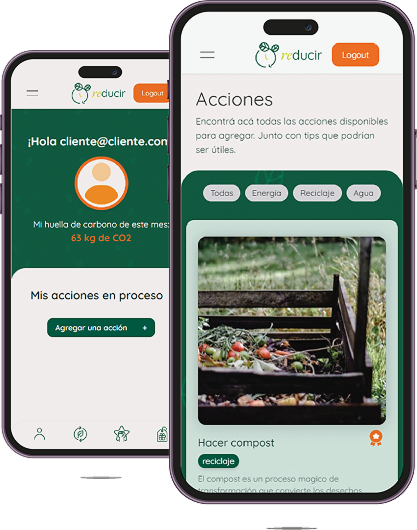 reducir
Logout
¡Hola cliente@cliente.com
Mi huella de carbono de este mes:
63 kg de CO2
Mis acciones en proceso
Agregar una acción +
reducir
Logout
Acciones
Encontrá acá todas las acciones disponibles
para agregar. Junto con tips que podrían
ser útiles.
Todas
Energía
Reciclaje
Agua
Hacer compost
reciclaje
El compost es un proceso magico de
transformación que convierte los desechos